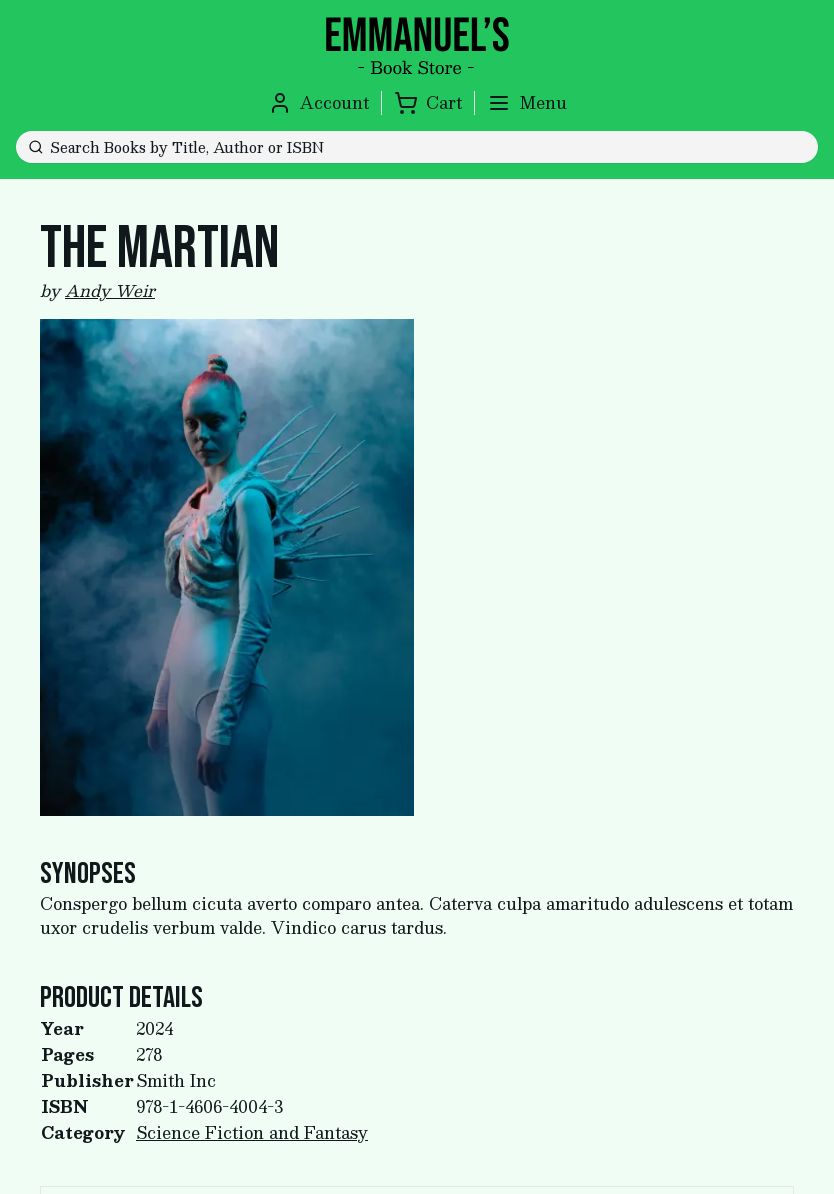 EMMANUEL'S
- Book Store -
Account
Cart
Menu
Search Books by Title, Author or ISBN
THE MARTIAN
by Andy Weir
SYNOPSES
Conspergo bellum cicuta averto comparo antea. Caterva culpa amaritudo adulescens et totam
uxor crudelis verbum valde. Vindico carus tardus.
PRODUCT DETAILS
Year 2024
Pages 278
Publisher Smith Inc
ISBN 978-1-4606-4004-3
Category Science Fiction and Fantasy